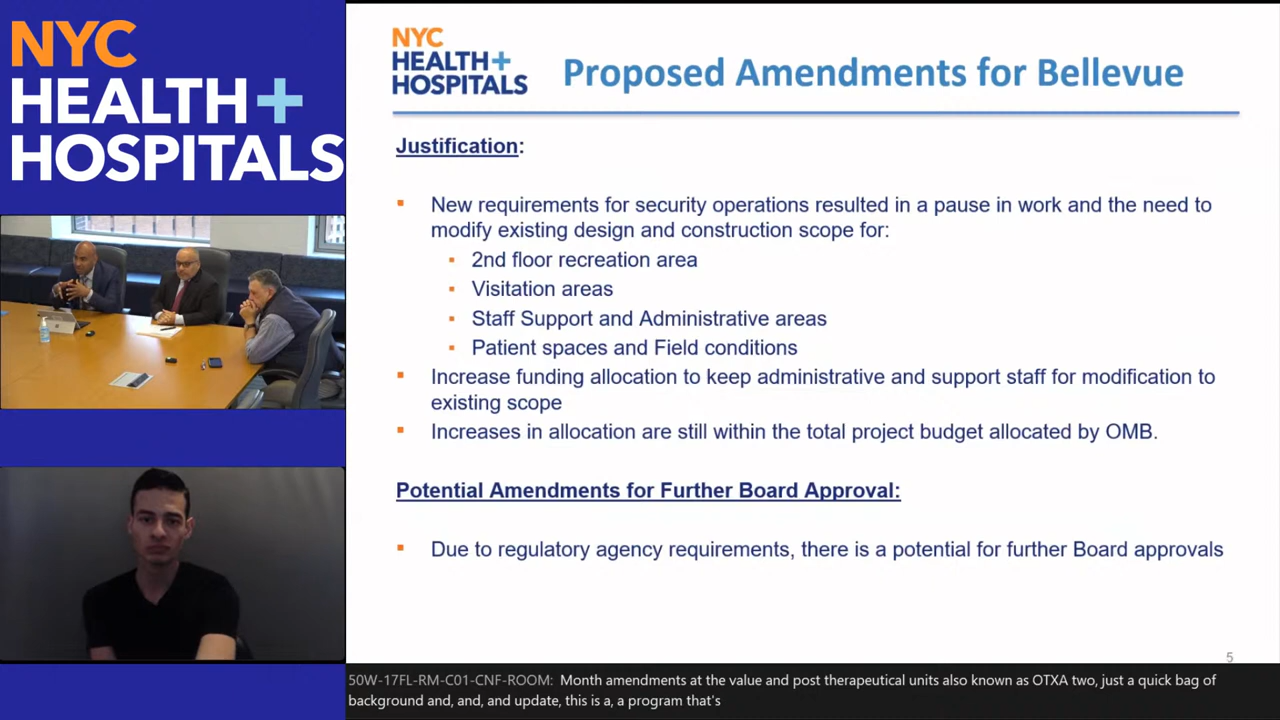 NYC
HEALTH+
HOSPITALS
NYC
HEALTH+
HOSPITALS
Proposed Amendments for Bellevue
Justification:
▪ New requirements for security operations resulted in a pause in work and the need to
modify existing design and construction scope for:
▪ 2nd floor recreation area
▪ Visitation areas
▪ Staff Support and Administrative areas
▪ Patient spaces and Field conditions
▪ Increase funding allocation to keep administrative and support staff for modification to
existing scope
▪ Increases in allocation are still within the total project budget allocated by OMB.
Potential Amendments for Further Board Approval:
▪ Due to regulatory agency requirements, there is a potential for further Board approvals
5
50W-17FL-RM-C01-CNF-ROOM: Month amendments at the value and post therapeutical units also known as OTXA two, just a quick bag of
background and, and, and update, this is a, a program that's